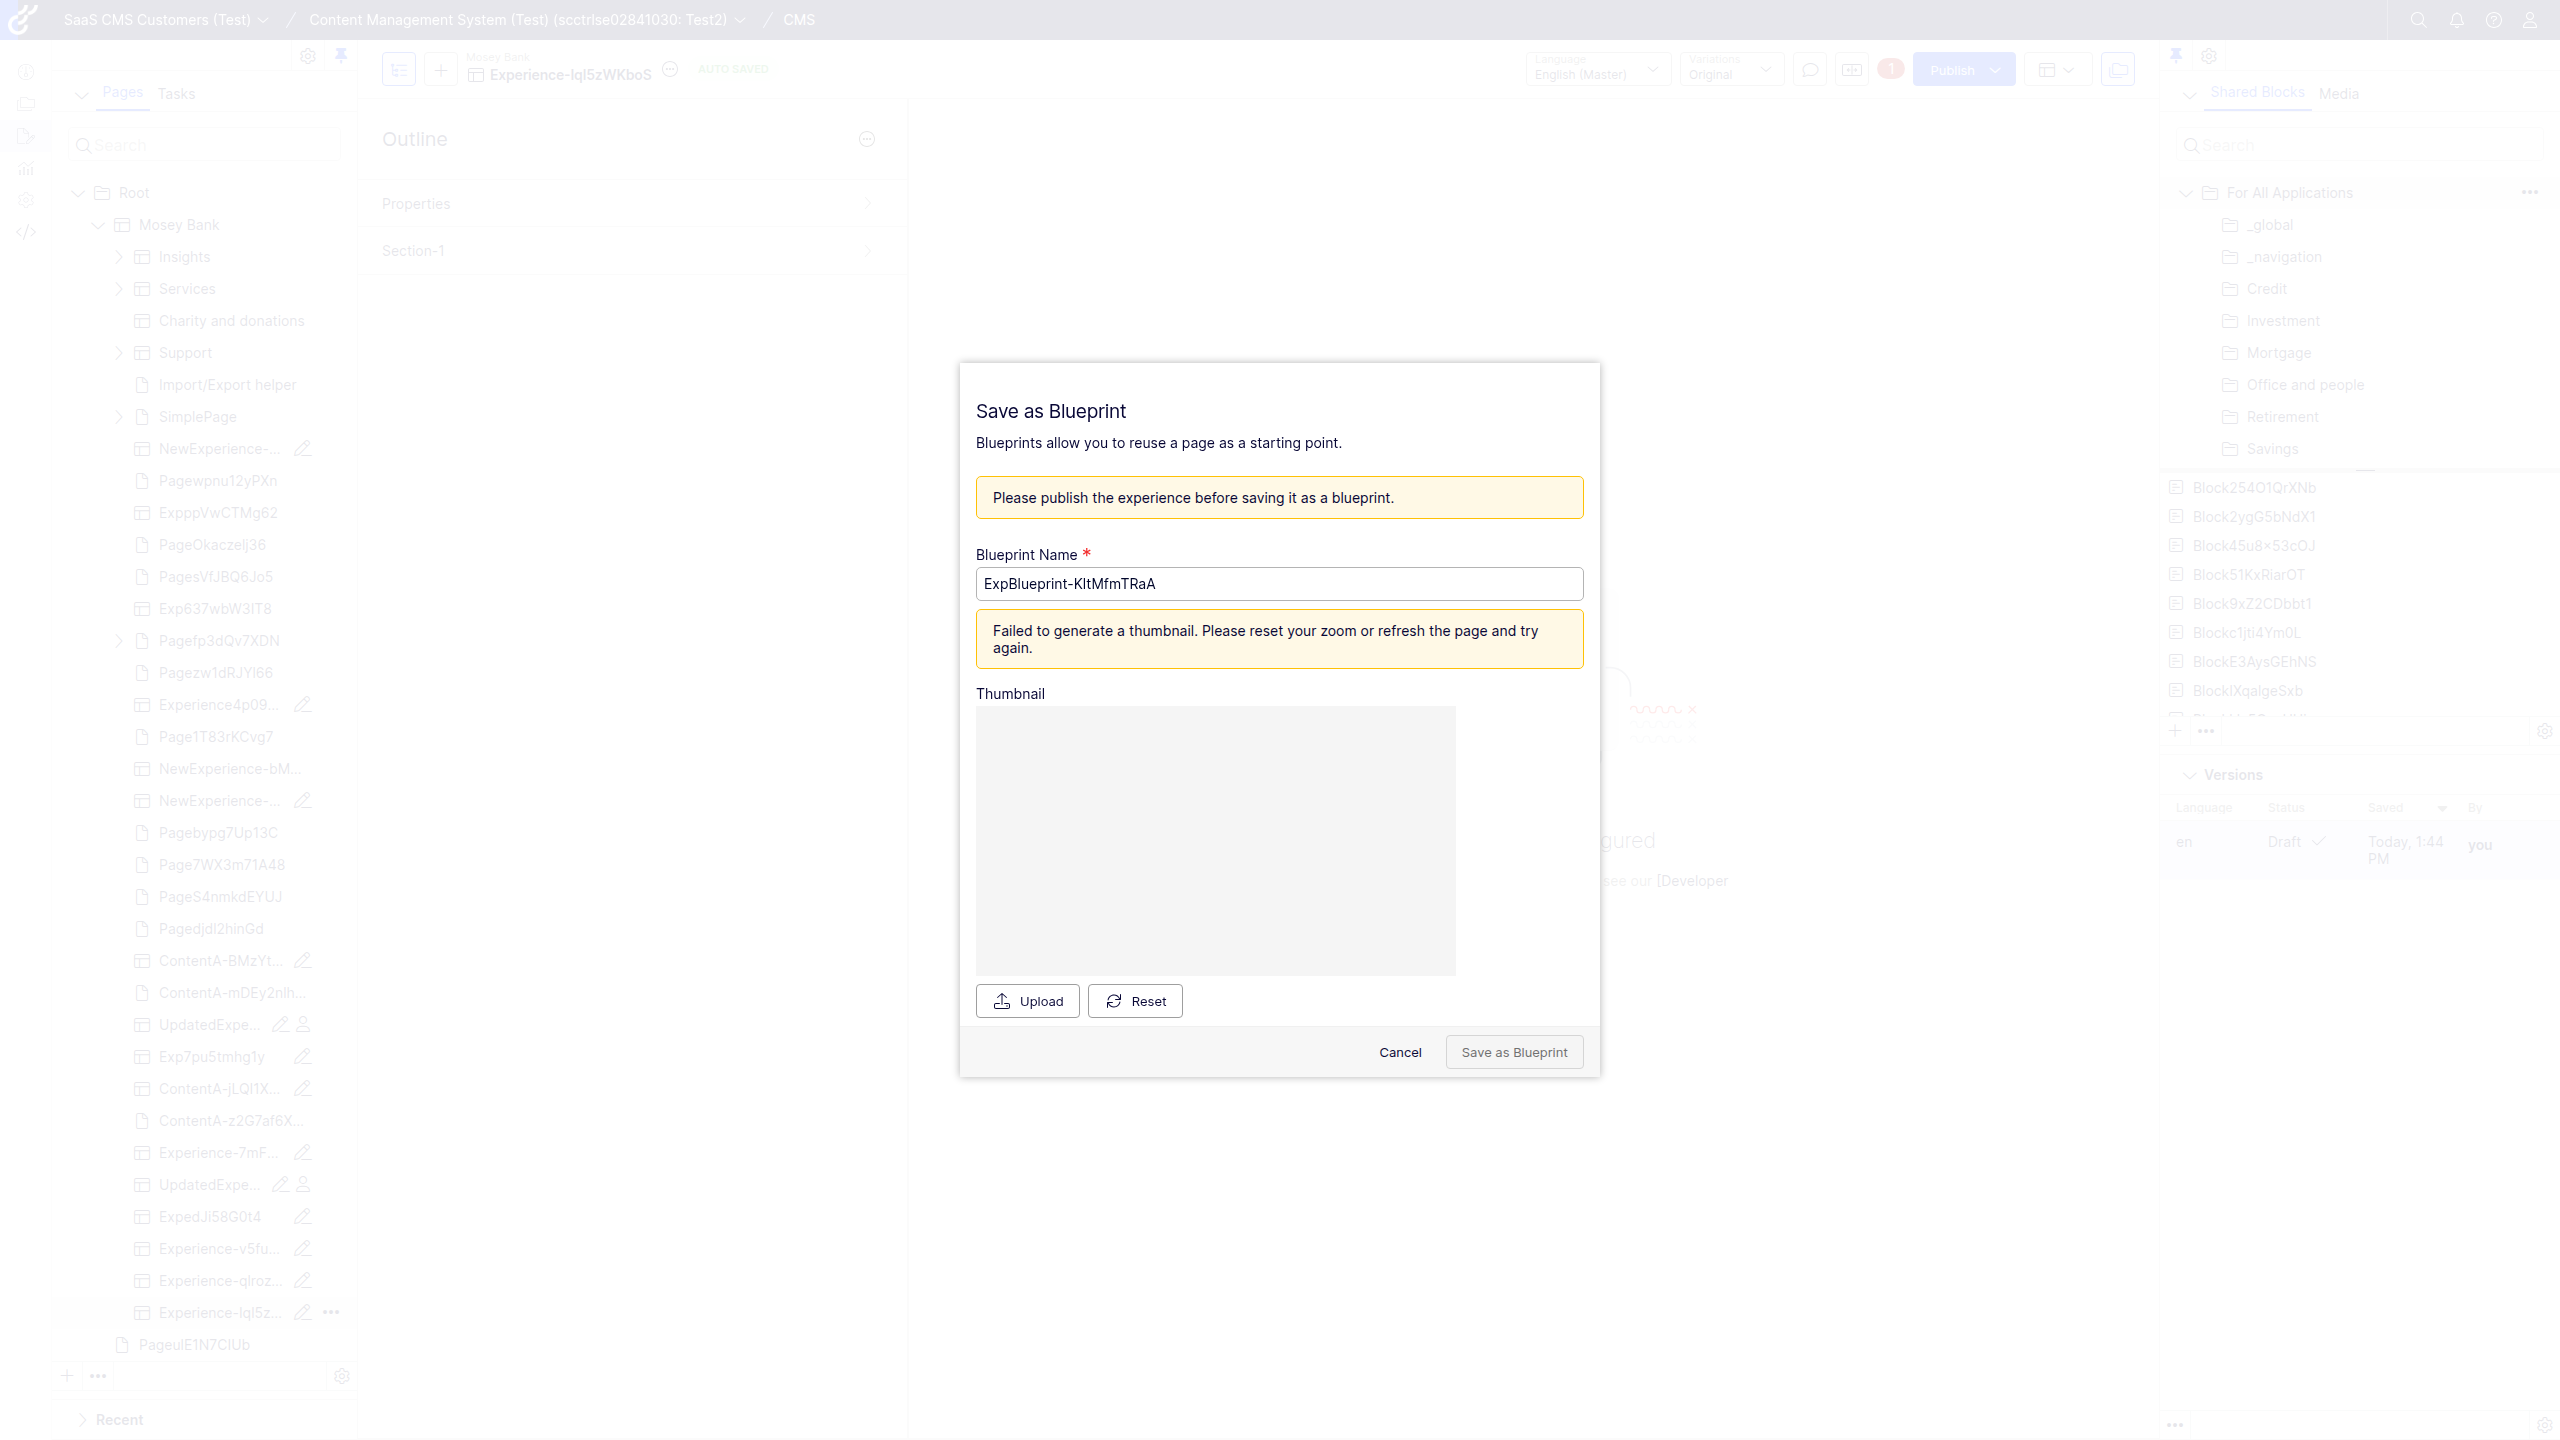 SaaS CMS Customers (Test) / Content Management System (Test) (scctrlse02841030: Test2) / CMS
Pages Tasks
Search
Root
Mosey Bank
Insights
Services
Charity and donations
Support
Import/Export helper
SimplePage
NewExperience-...
Pagewpnu12yPXn
ExpppVwCTMg62
PageOkaczelj36
PagesVfJBQ6Jo5
Exp637wbW3IT8
Pagefp3dQv7XDN
Pagezw1dRJYl66
Experience4p09...
Page1T83rKCvg7
NewExperience-bM...
NewExperience-...
Pagebypg7Up13C
Page7WX3m71A48
PageS4nmkdEYUJ
Pagedjdl2hinGd
ContentA-BMzYt...
ContentA-mDEy2nlh...
UpdatedExpe...
Exp7pu5tmhg1y
ContentA-jLQI1X...
ContentA-z2G7af6X...
Experience-7mF...
UpdatedExpe...
ExpedJi58G0t4
Experience-v5fu...
Experience-qlroz...
Experience-lql5z...
PageulE1N7ClUb
Recent
Mosey Bank
Experience-lql5zWKboS
AUTO SAVED
Language
English (Master)
Variations
Original
1
Publish
Outline
Properties
Section-1
Save as Blueprint
Blueprints allow you to reuse a page as a starting point.
Please publish the experience before saving it as a blueprint.
Blueprint Name *
ExpBlueprint-KltMfmTRaA
Failed to generate a thumbnail. Please reset your zoom or refresh the page and try
again.
Thumbnail
Upload Reset
Cancel Save as Blueprint
gured
see our [Developer
Shared Blocks Media
Search
For All Applications
_global
_navigation
Credit
Investment
Mortgage
Office and people
Retirement
Savings
Block254O1QrXNb
Block2ygG5bNdX1
Block45u8x53cOJ
Block51KxRiarOT
Block9xZ2CDbbt1
Blockc1jti4Ym0L
BlockE3AysGEhNS
BlocklXqaIgeSxb
Versions
Language Status Saved By
en Draft Today, 1:44 you
PM